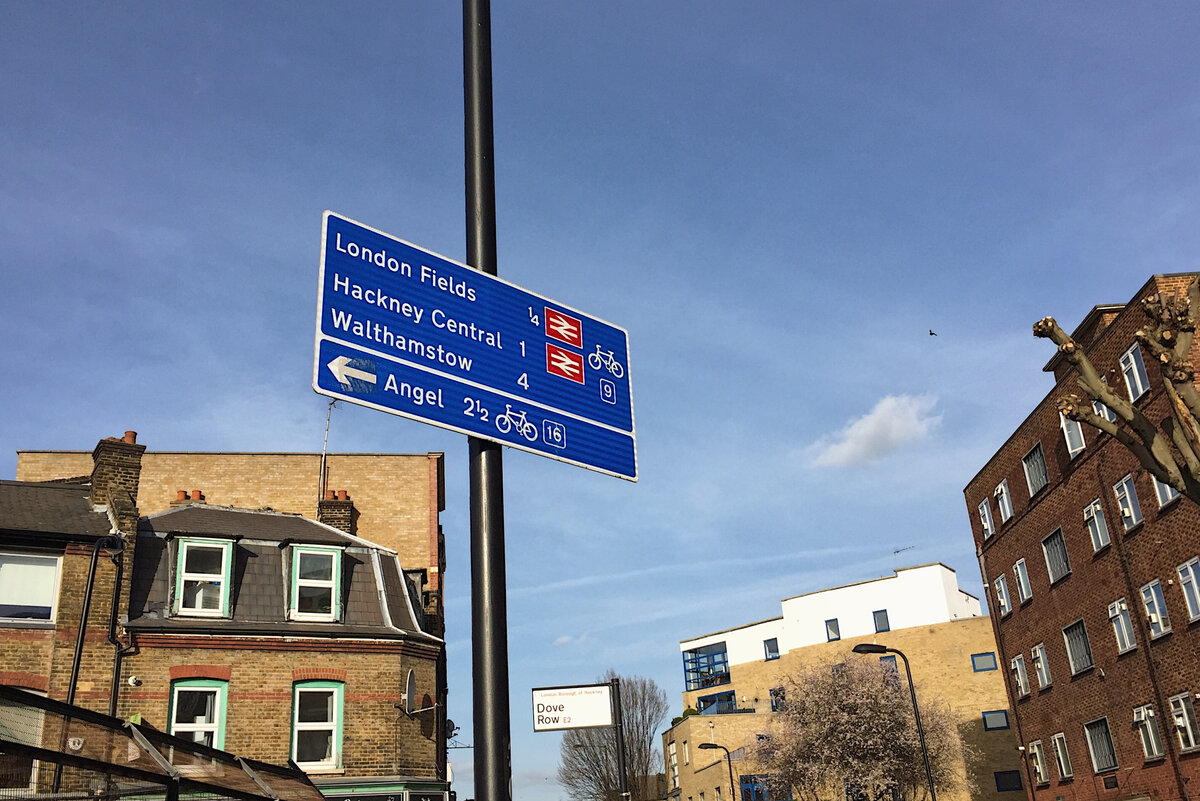 London Fields ¼
Hackney Central 1
Walthamstow 4
9
Angel 2½ 16
London Borough of Hackney
Dove
Row E2